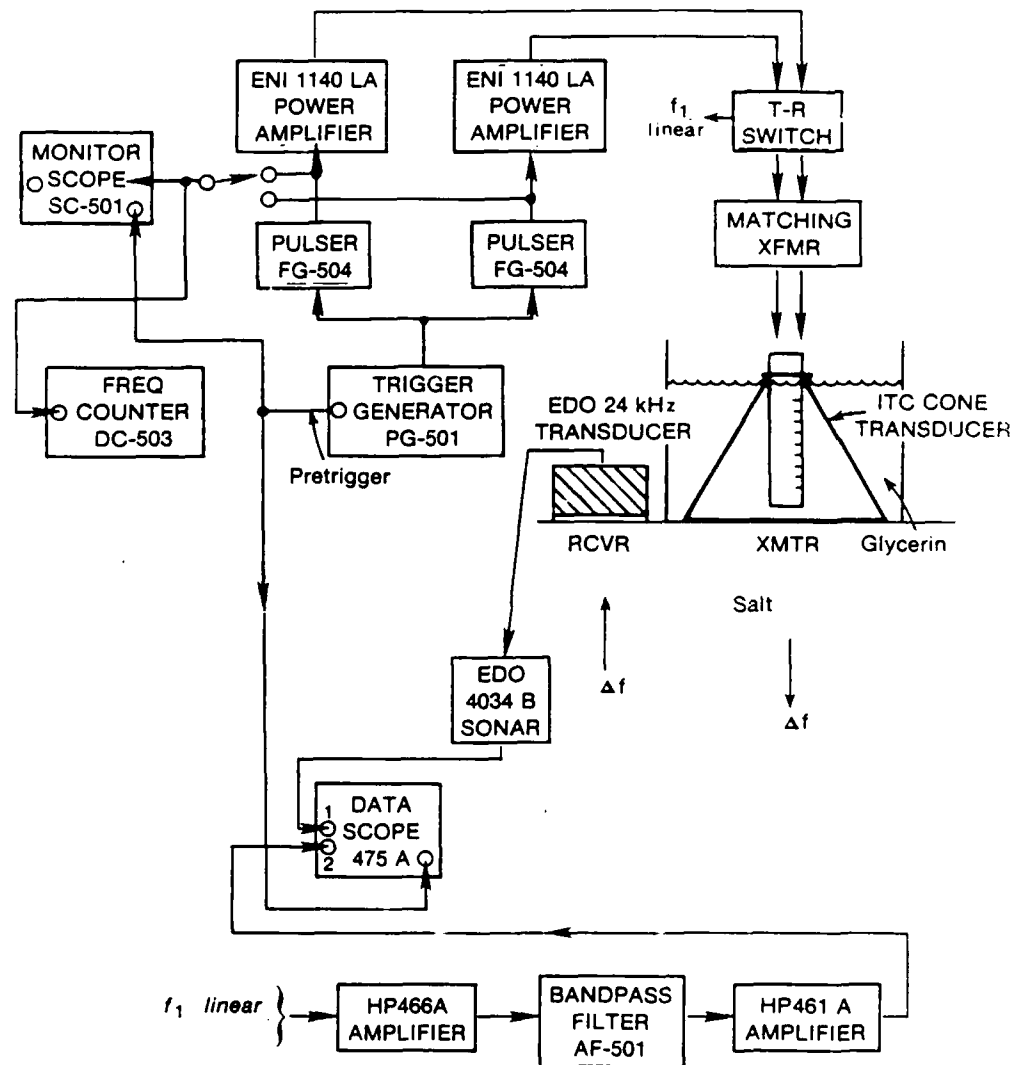 ENI 1140 LA
POWER
AMPLIFIER
ENI 1140 LA
POWER
AMPLIFIER
f1
linear
T-R
SWITCH
MONITOR
SCOPE
SC-501
PULSER
FG-504
PULSER
FG-504
MATCHING
XFMR
FREQ
COUNTER
DC-503
TRIGGER
GENERATOR
PG-501
Pretrigger
EDO 24 kHz
TRANSDUCER
ITC CONE
TRANSDUCER
RCVR
XMTR
Glycerin
Salt
Δf
Δf
EDO
4034 B
SONAR
1
DATA
SCOPE
2
475 A
f1 linear }
HP466A
AMPLIFIER
BANDPASS
FILTER
AF-501
HP461 A
AMPLIFIER